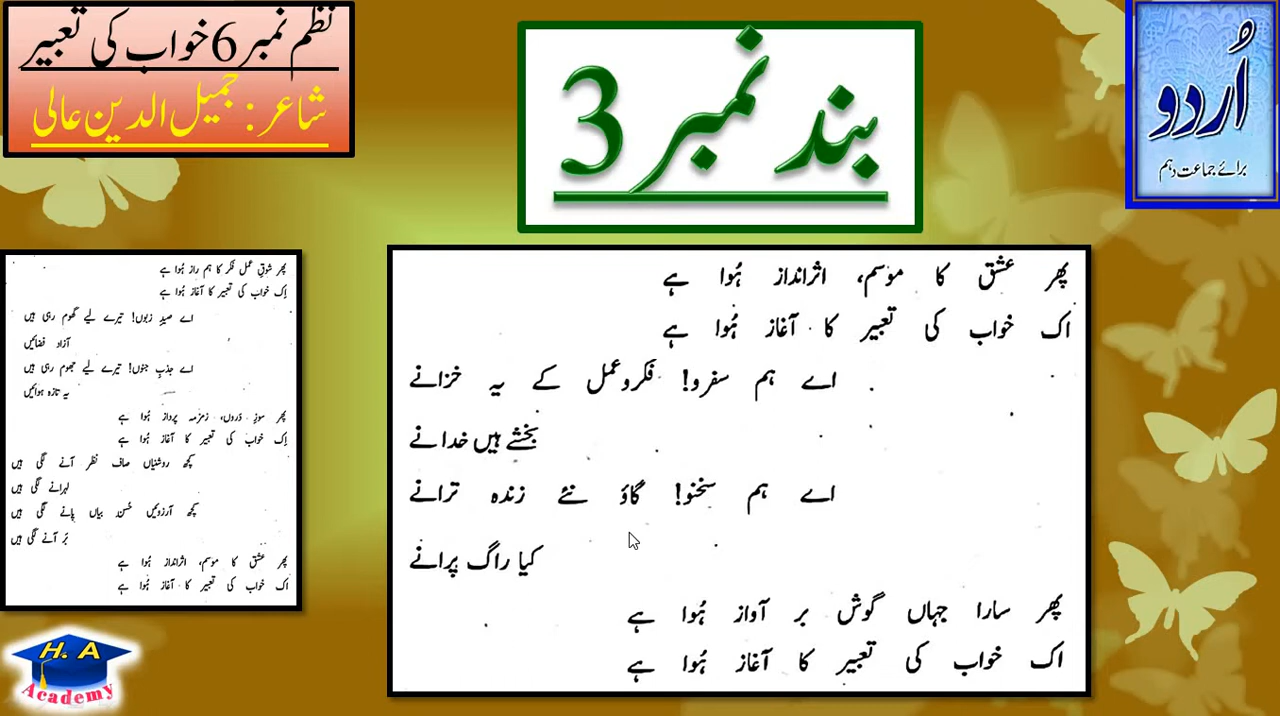 نظم نمبر 6 خواب کی تعبیر
شاعر : جمیل الدین عالی
بند نمبر 3
اُردو
برائے جماعت دہم
پھر عشق کا موسم، اثرانداز ہُوا ہے
اک خواب کی تعبیر کا آغاز ہُوا ہے
اے ہم سفرو! فکر و عمل کے یہ خزانے
بخشے ہیں خدا نے
اے ہم سخنو! گاؤ نئے زندہ ترانے
کیا راگ پرانے
پھر سارا جہاں گوش بر آواز ہُوا ہے
اک خواب کی تعبیر کا آغاز ہُوا ہے
پھر شوقِ عمل فکر کا ہم راز ہُوا ہے
اِک خواب کی تعبیر کا آغاز ہُوا ہے
اے صیدِ زبوں! تیرے لیے گھوم رہی ہیں
آزاد فضائیں
اے جذبِ جنوں! تیرے لیے جھوم رہی ہیں
یہ تازہ ہوائیں
پھر سوزِ دَروں، زمزمہ پرداز ہُوا ہے
اِک خواب کی تعبیر کا آغاز ہُوا ہے
کچھ روشنیاں صاف نظر آنے لگی ہیں
لہرانے لگی ہیں
کچھ آرزوئیں حُسنِ بیاں پانے لگی ہیں
بَر آنے لگی ہیں
پھر عشق کا موسم، اثرانداز ہُوا ہے
اک خواب کی تعبیر کا آغاز ہُوا ہے
H. A
Academy